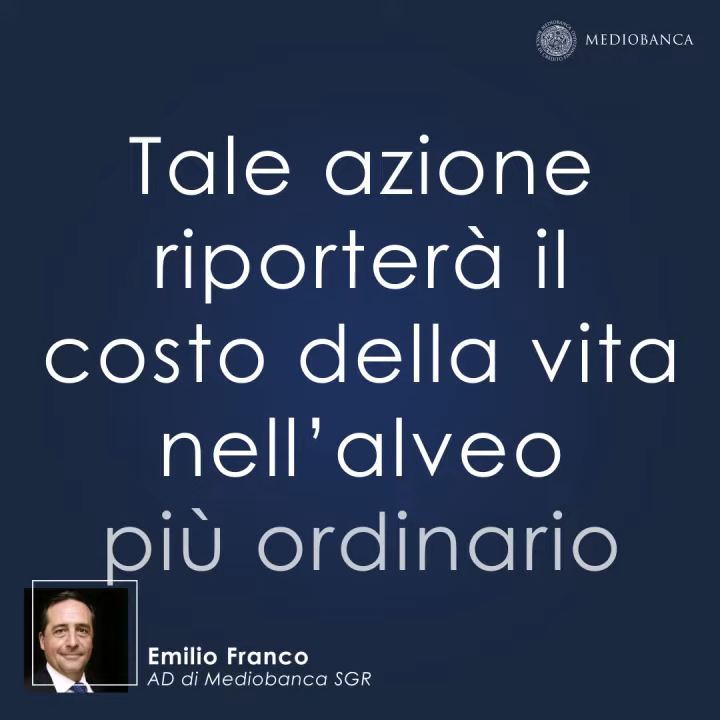 MEDIOBANCA
Tale azione
riporterà il
costo della vita
nell’alveo
più ordinario
Emilio Franco
AD di Mediobanca SGR